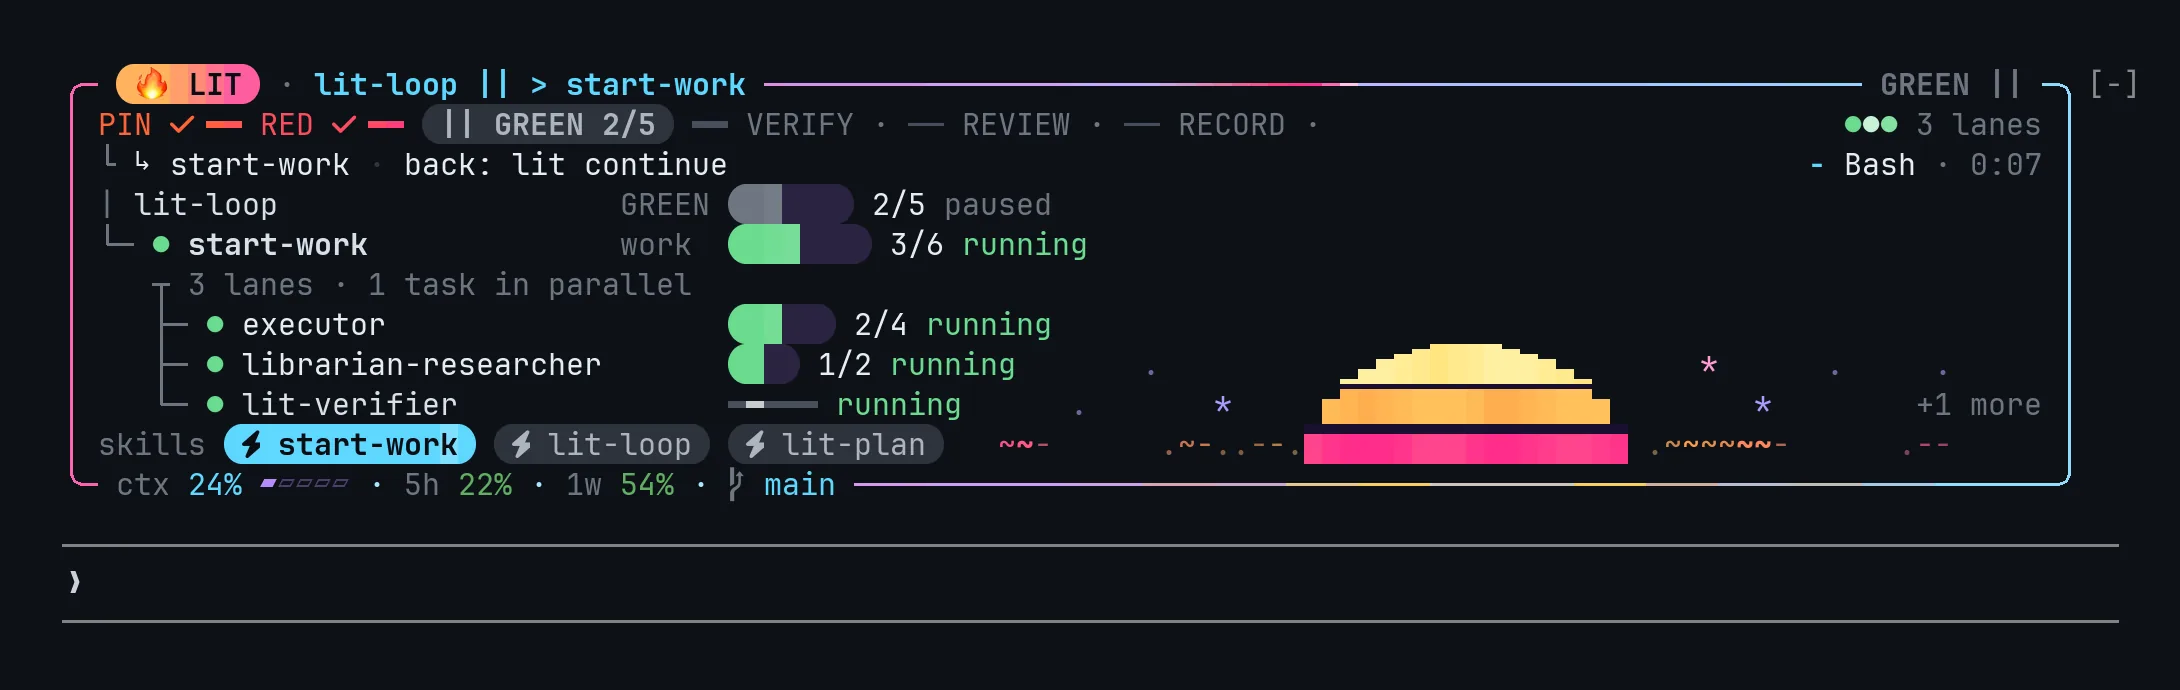 🔥 LIT · lit-loop || > start-work GREEN || [-]
PIN ✓ RED ✓ || GREEN 2/5 VERIFY · REVIEW · RECORD · 3 lanes
↳ start-work · back: lit continue - Bash · 0:07
lit-loop GREEN 2/5 paused
start-work work 3/6 running
3 lanes · 1 task in parallel
executor 2/4 running
librarian-researcher 1/2 running
lit-verifier running +1 more
skills start-work lit-loop lit-plan
ctx 24% · 5h 22% · 1w 54% · main
❯